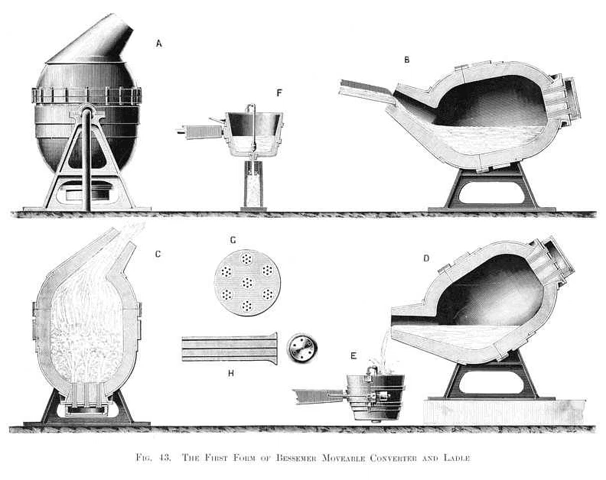 A
F
B
C
G
D
H
E
Fig. 43. The First Form of Bessemer Moveable Converter and Ladle